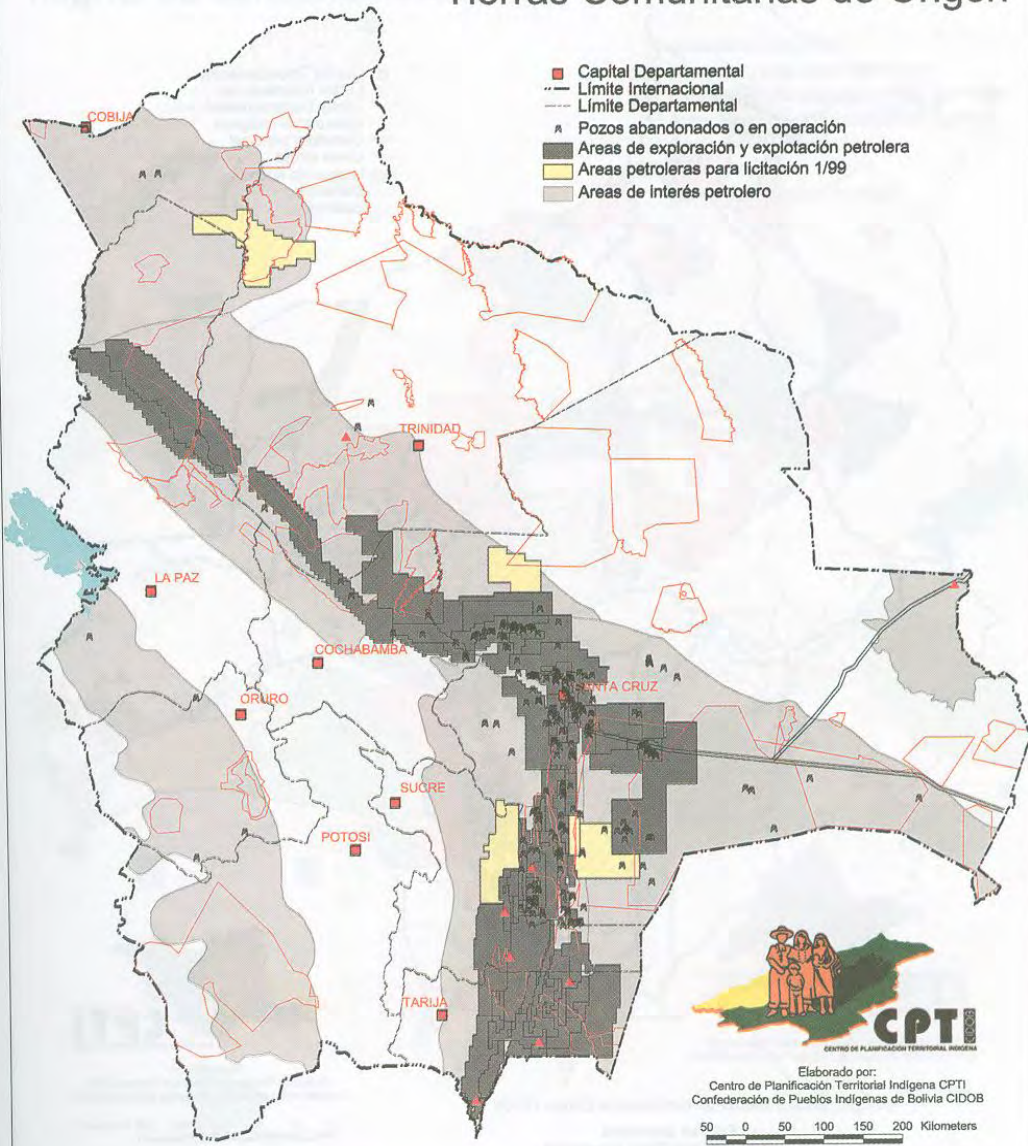 Tierras Comunitarias de Origen
Capital Departamental
Límite Internacional
Límite Departamental
Pozos abandonados o en operación
Areas de exploración y explotación petrolera
Areas petroleras para licitación 1/99
Areas de interés petrolero
COBIJA
TRINIDAD
LA PAZ
COCHABAMBA
ORURO
SANTA CRUZ
SUCRE
POTOSI
TARIJA
CPTI
CIDOB
CENTRO DE PLANIFICACIÓN TERRITORIAL INDIGENA
Elaborado por:
Centro de Planificación Territorial Indígena CPTI
Confederación de Pueblos Indígenas de Bolivia CIDOB
50 0 50 100 150 200 Kilometers